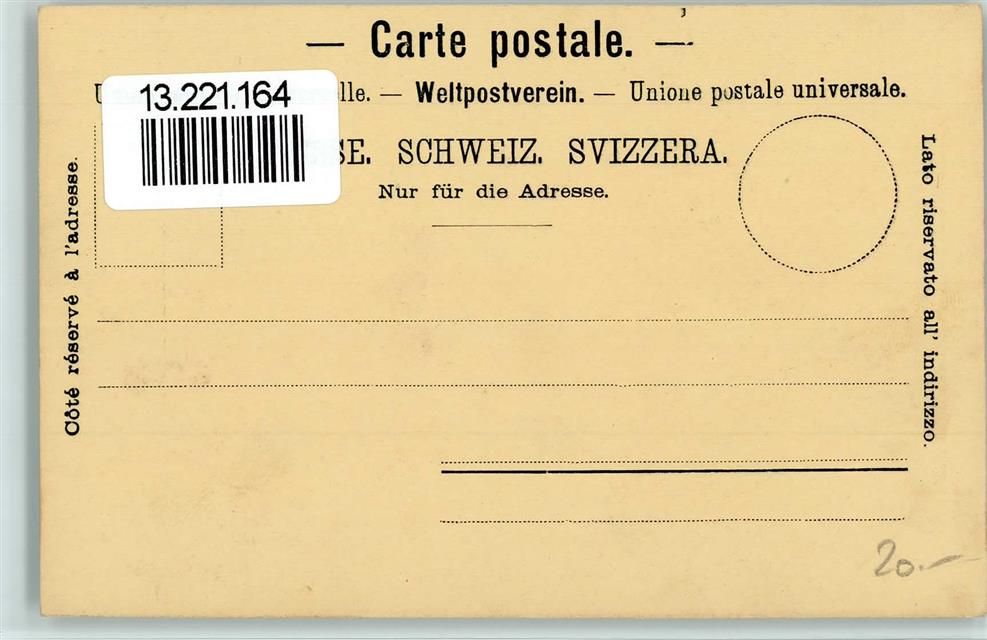 — Carte postale. —
13.221.164
lle. — Weltpostverein. — Unione postale universale.
SE. SCHWEIZ. SVIZZERA.
Nur für die Adresse.
Côté réservé à l'adresse.
Lato riservato all' indirizzo.
20.-